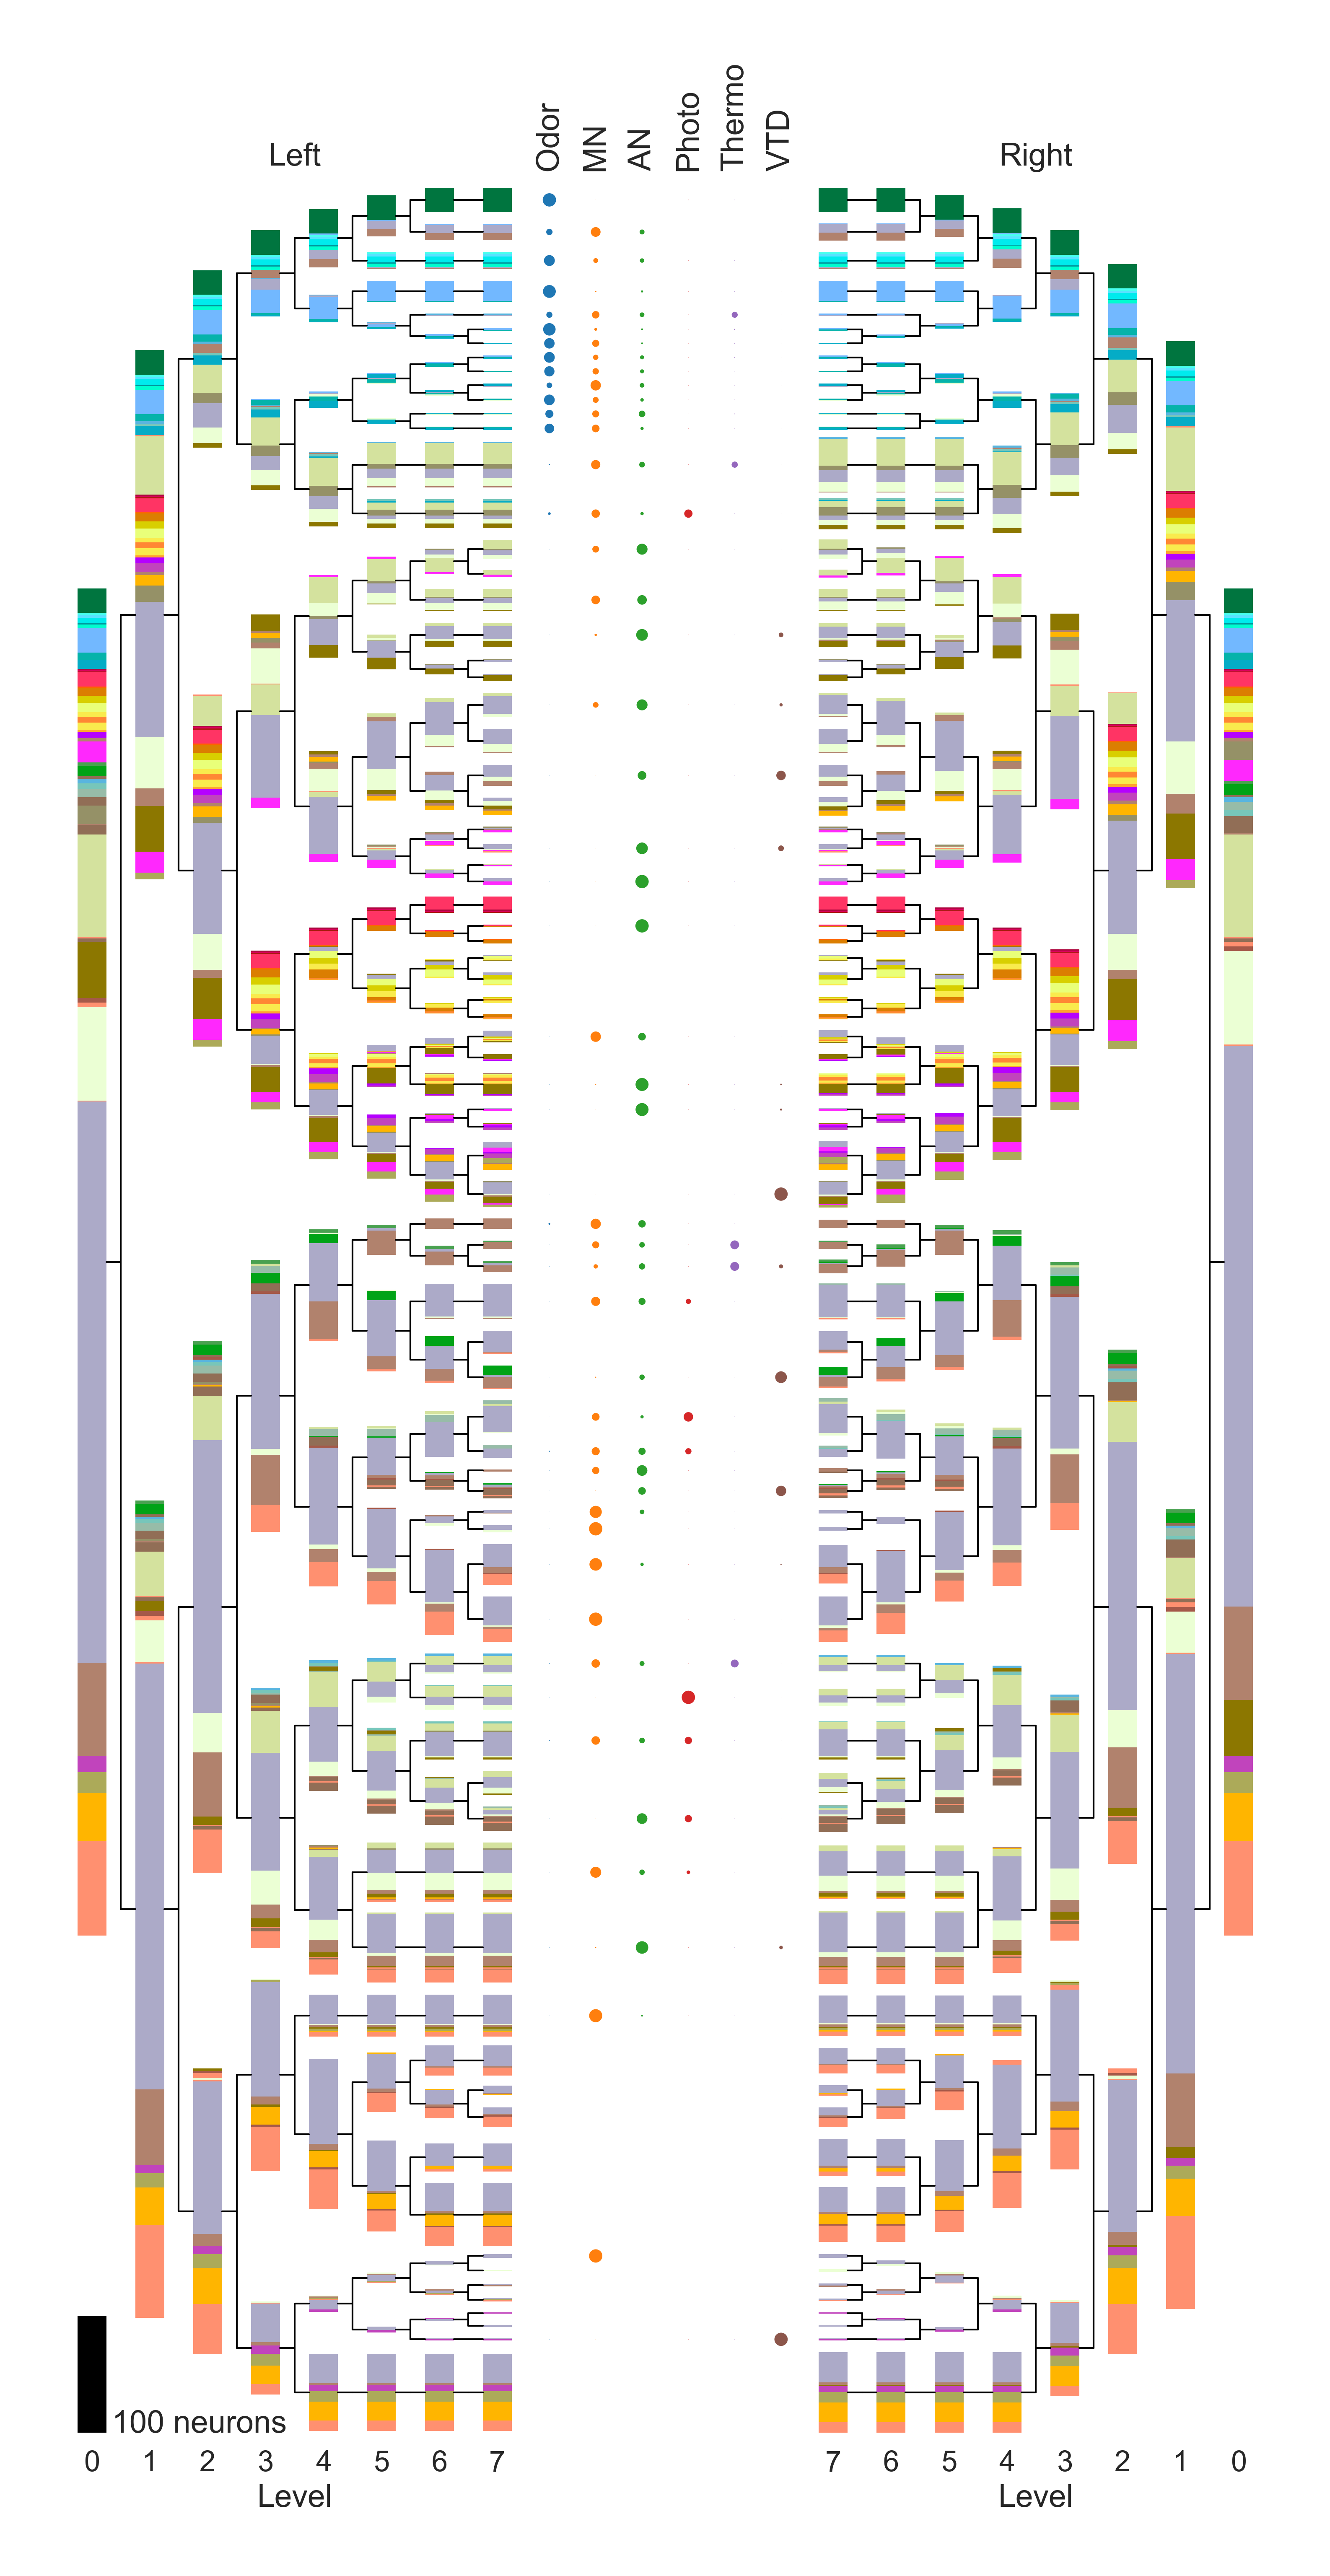 Odor
MN
AN
Photo
Thermo
VTD
Left
Right
100 neurons
0 1 2 3 4 5 6 7
7 6 5 4 3 2 1 0
Level
Level